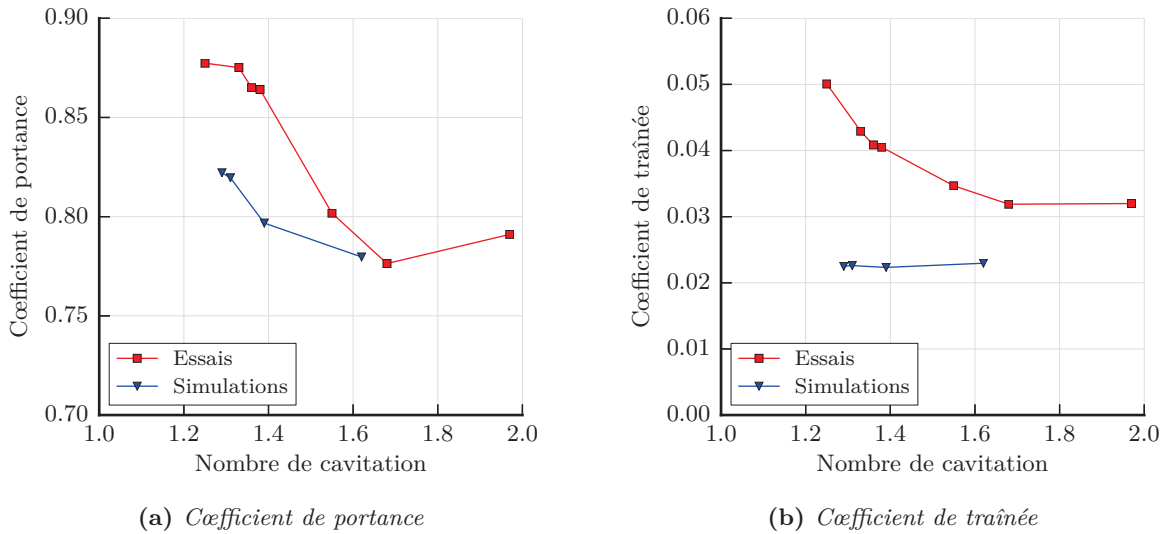 0.90
0.85
0.80
0.75
0.70
Cœfficient de portance
Essais
Simulations
1.0 1.2 1.4 1.6 1.8 2.0
Nombre de cavitation
(a) Cœfficient de portance
0.06
0.05
0.04
0.03
0.02
0.01
0.00
Cœfficient de traînée
Essais
Simulations
1.0 1.2 1.4 1.6 1.8 2.0
Nombre de cavitation
(b) Cœfficient de traînée